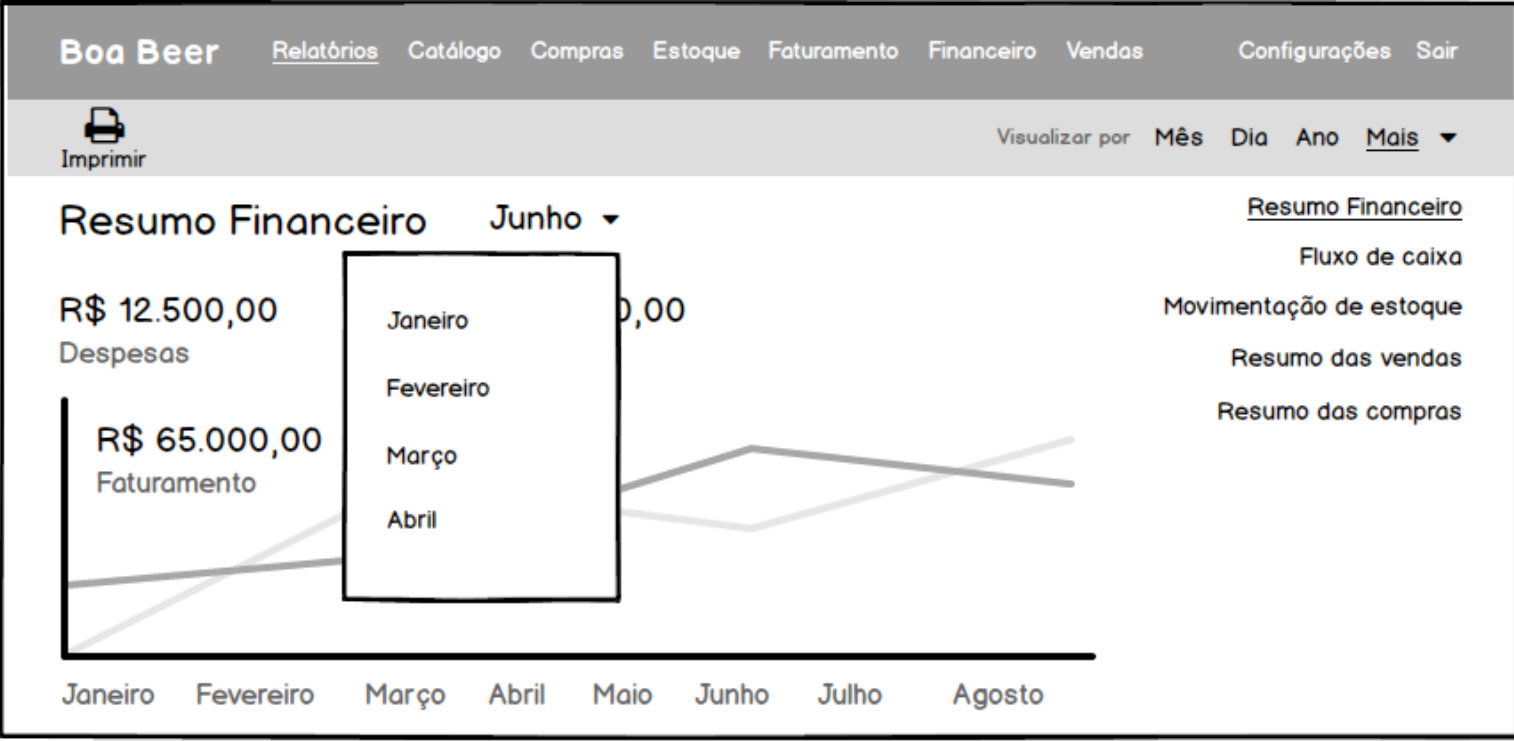 Boa Beer Relatórios Catálogo Compras Estoque Faturamento Financeiro Vendas Configurações Sair
Imprimir
Visualizar por Mês Dia Ano Mais
Resumo Financeiro Junho
R$ 12.500,00
Despesas
0,00
R$ 65.000,00
Faturamento
Janeiro
Fevereiro
Março
Abril
Resumo Financeiro
Fluxo de caixa
Movimentação de estoque
Resumo das vendas
Resumo das compras
Janeiro Fevereiro Março Abril Maio Junho Julho Agosto